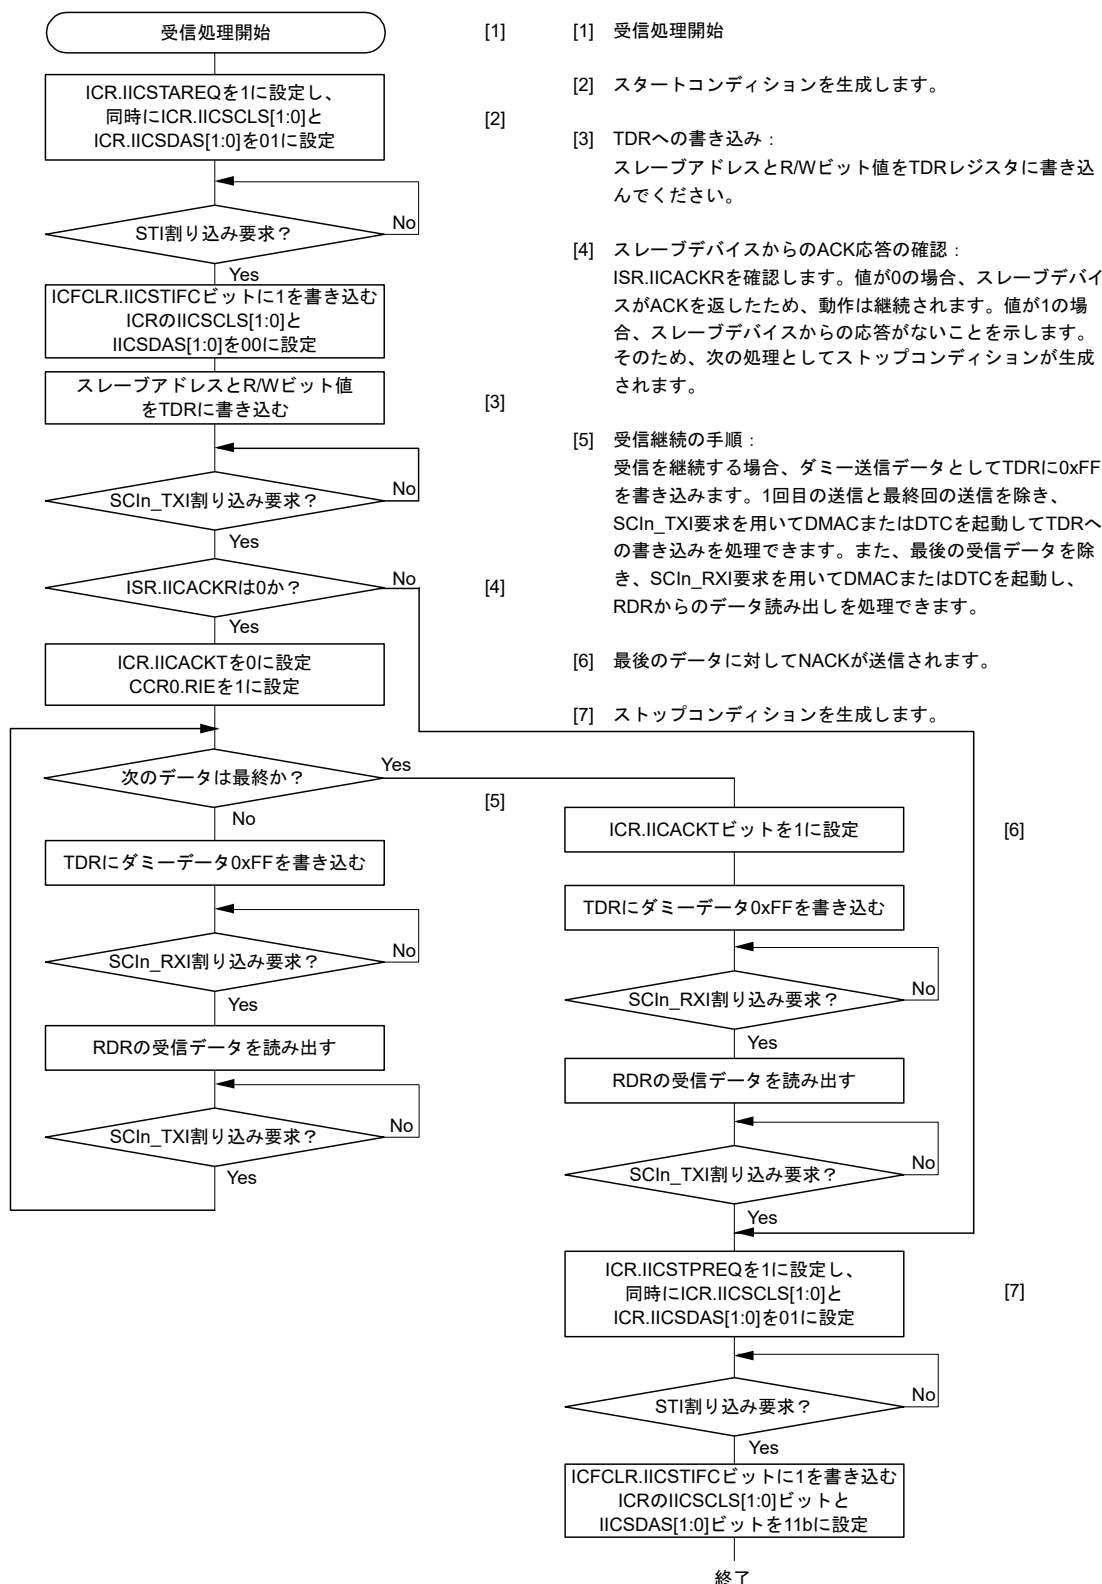 受信処理開始
[1]
ICR.IICSTAREQを1に設定し、
同時にICR.IICSCLS[1:0]と
ICR.IICSDAS[1:0]を01に設定
[2]
STI割り込み要求？
No
Yes
ICFCLR.IICSTIFCビットに1を書き込む
ICRのIICSCLS[1:0]と
IICSDAS[1:0]を00に設定
スレーブアドレスとR/Wビット値
をTDRに書き込む
[3]
SCIn_TXI割り込み要求？
No
Yes
ISR.IICACKRは0か？
No
[4]
Yes
ICR.IICACKTを0に設定
CCR0.RIEを1に設定
次のデータは最終か？
Yes
[5]
No
TDRにダミーデータ0xFFを書き込む
SCIn_RXI割り込み要求？
No
Yes
RDRの受信データを読み出す
SCIn_TXI割り込み要求？
No
Yes
[1] 受信処理開始
[2] スタートコンディションを生成します。
[3] TDRへの書き込み：
スレーブアドレスとR/Wビット値をTDRレジスタに書き込
んでください。
[4] スレーブデバイスからのACK応答の確認：
ISR.IICACKRを確認します。値が0の場合、スレーブデバイ
スがACKを返したため、動作は継続されます。値が1の場
合、スレーブデバイスからの応答がないことを示します。
そのため、次の処理としてストップコンディションが生成
されます。
[5] 受信継続の手順：
受信を継続する場合、ダミー送信データとしてTDRに0xFF
を書き込みます。1回目の送信と最終回の送信を除き、
SCIn_TXI要求を用いてDMACまたはDTCを起動してTDRへ
の書き込みを処理できます。また、最後の受信データを除
き、SCIn_RXI要求を用いてDMACまたはDTCを起動し、
RDRからのデータ読み出しを処理できます。
[6] 最後のデータに対してNACKが送信されます。
[7] ストップコンディションを生成します。
ICR.IICACKTビットを1に設定
[6]
TDRにダミーデータ0xFFを書き込む
SCIn_RXI割り込み要求？
No
Yes
RDRの受信データを読み出す
SCIn_TXI割り込み要求？
No
Yes
ICR.IICSTPREQを1に設定し、
同時にICR.IICSCLS[1:0]と
ICR.IICSDAS[1:0]を01に設定
[7]
STI割り込み要求？
No
Yes
ICFCLR.IICSTIFCビットに1を書き込む
ICRのIICSCLS[1:0]ビットと
IICSDAS[1:0]ビットを11bに設定
終了